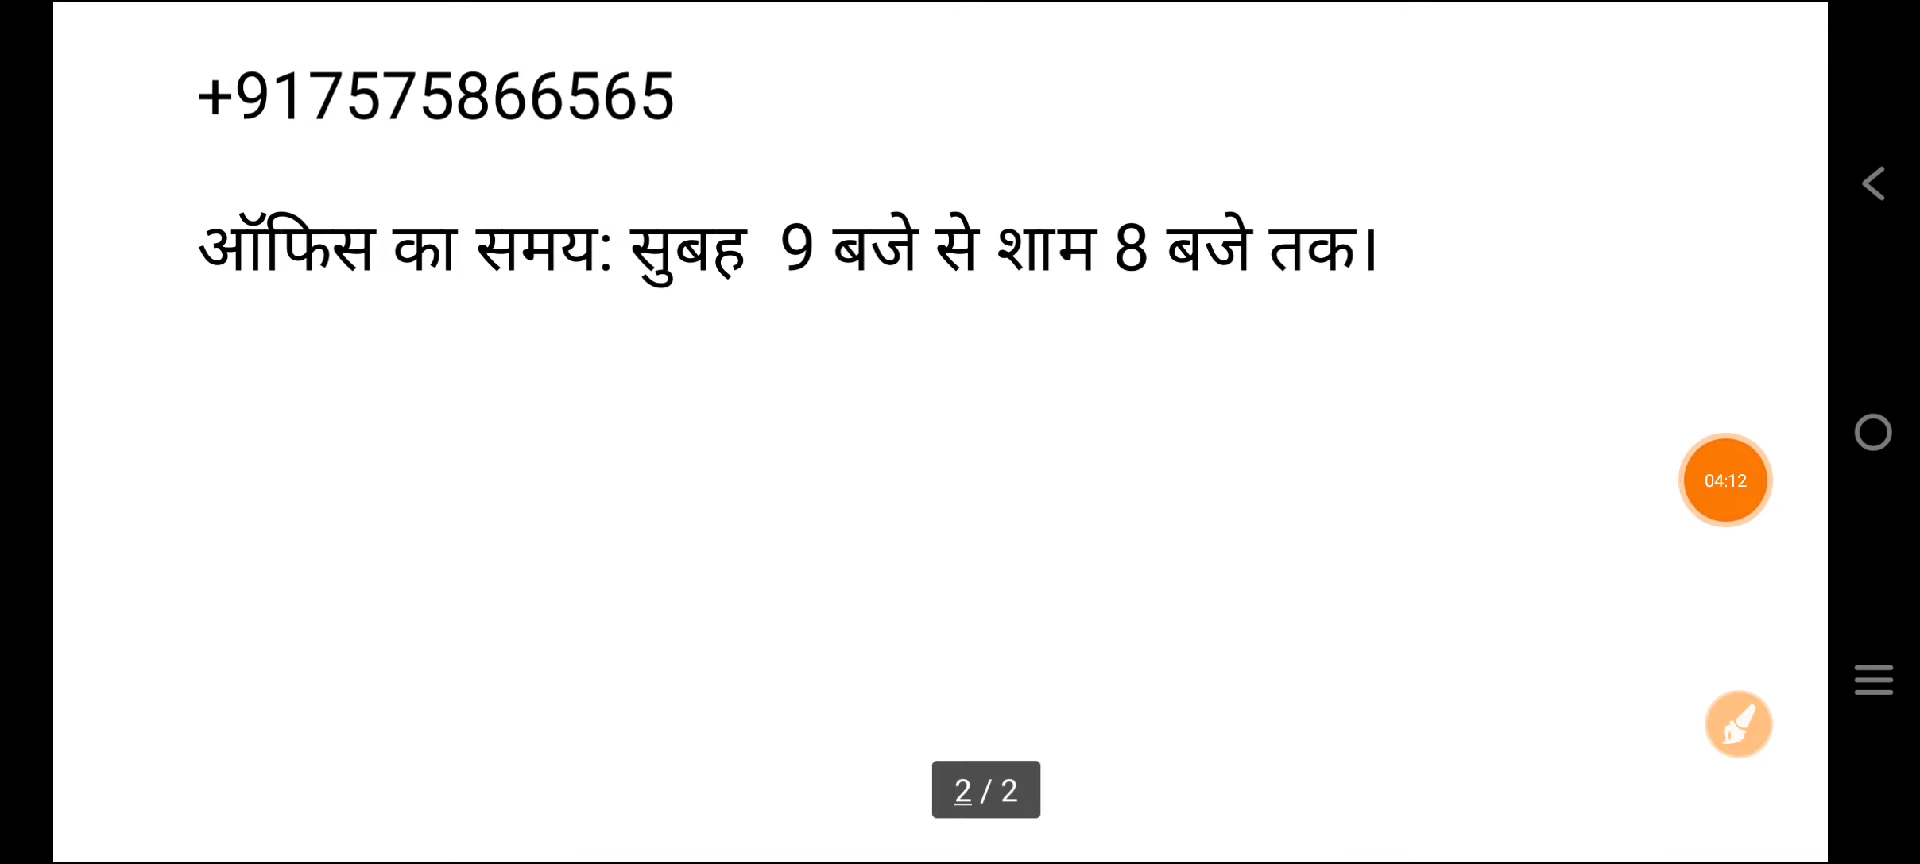 +917575866565
ऑफिस का समय: सुबह  9 बजे से शाम 8 बजे तक।
04:12
2 / 2